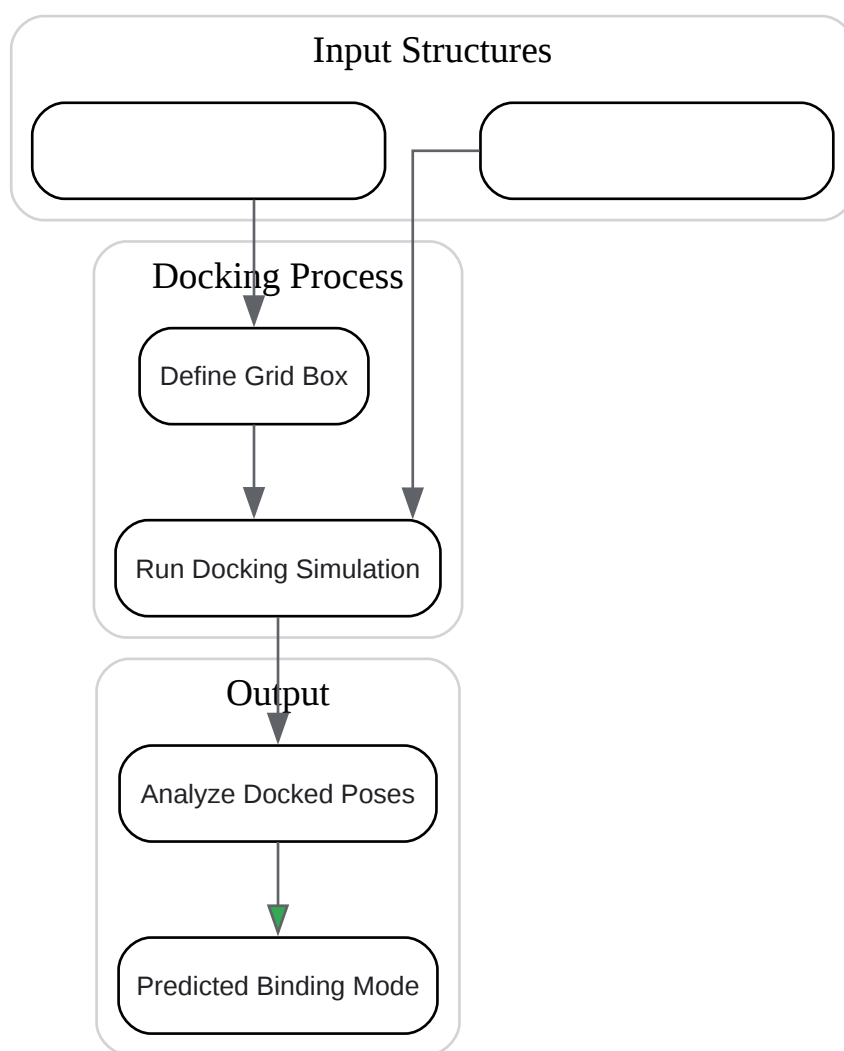 Input Structures
Docking Process
Define Grid Box
Run Docking Simulation
Output
Analyze Docked Poses
Predicted Binding Mode